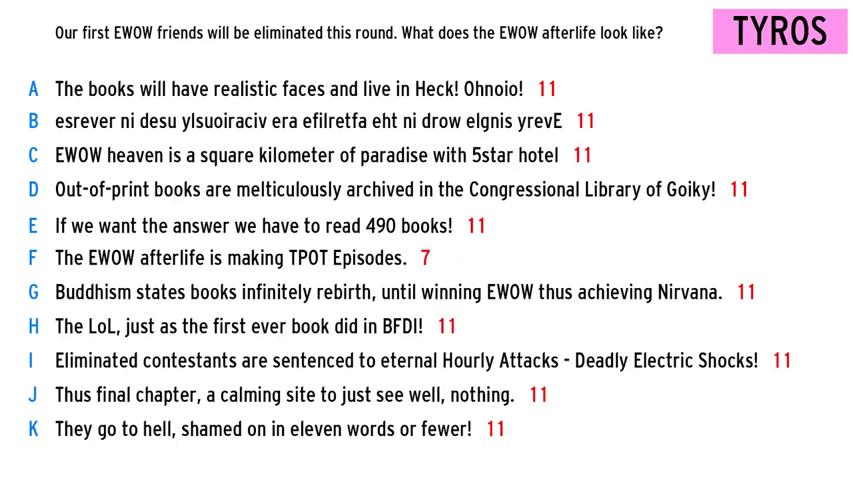 Our first EWOW friends will be eliminated this round. What does the EWOW afterlife look like?
TYROS
A The books will have realistic faces and live in Heck! Ohnoio! 11
B esrever ni desu ylsuoiraciv era efilretfa eht ni drow elgnis yrevE 11
C EWOW heaven is a square kilometer of paradise with 5star hotel 11
D Out-of-print books are melticulously archived in the Congressional Library of Goiky! 11
E If we want the answer we have to read 490 books! 11
F The EWOW afterlife is making TPOT Episodes. 7
G Buddhism states books infinitely rebirth, until winning EWOW thus achieving Nirvana. 11
H The LoL, just as the first ever book did in BFDI! 11
I Eliminated contestants are sentenced to eternal Hourly Attacks - Deadly Electric Shocks! 11
J Thus final chapter, a calming site to just see well, nothing. 11
K They go to hell, shamed on in eleven words or fewer! 11